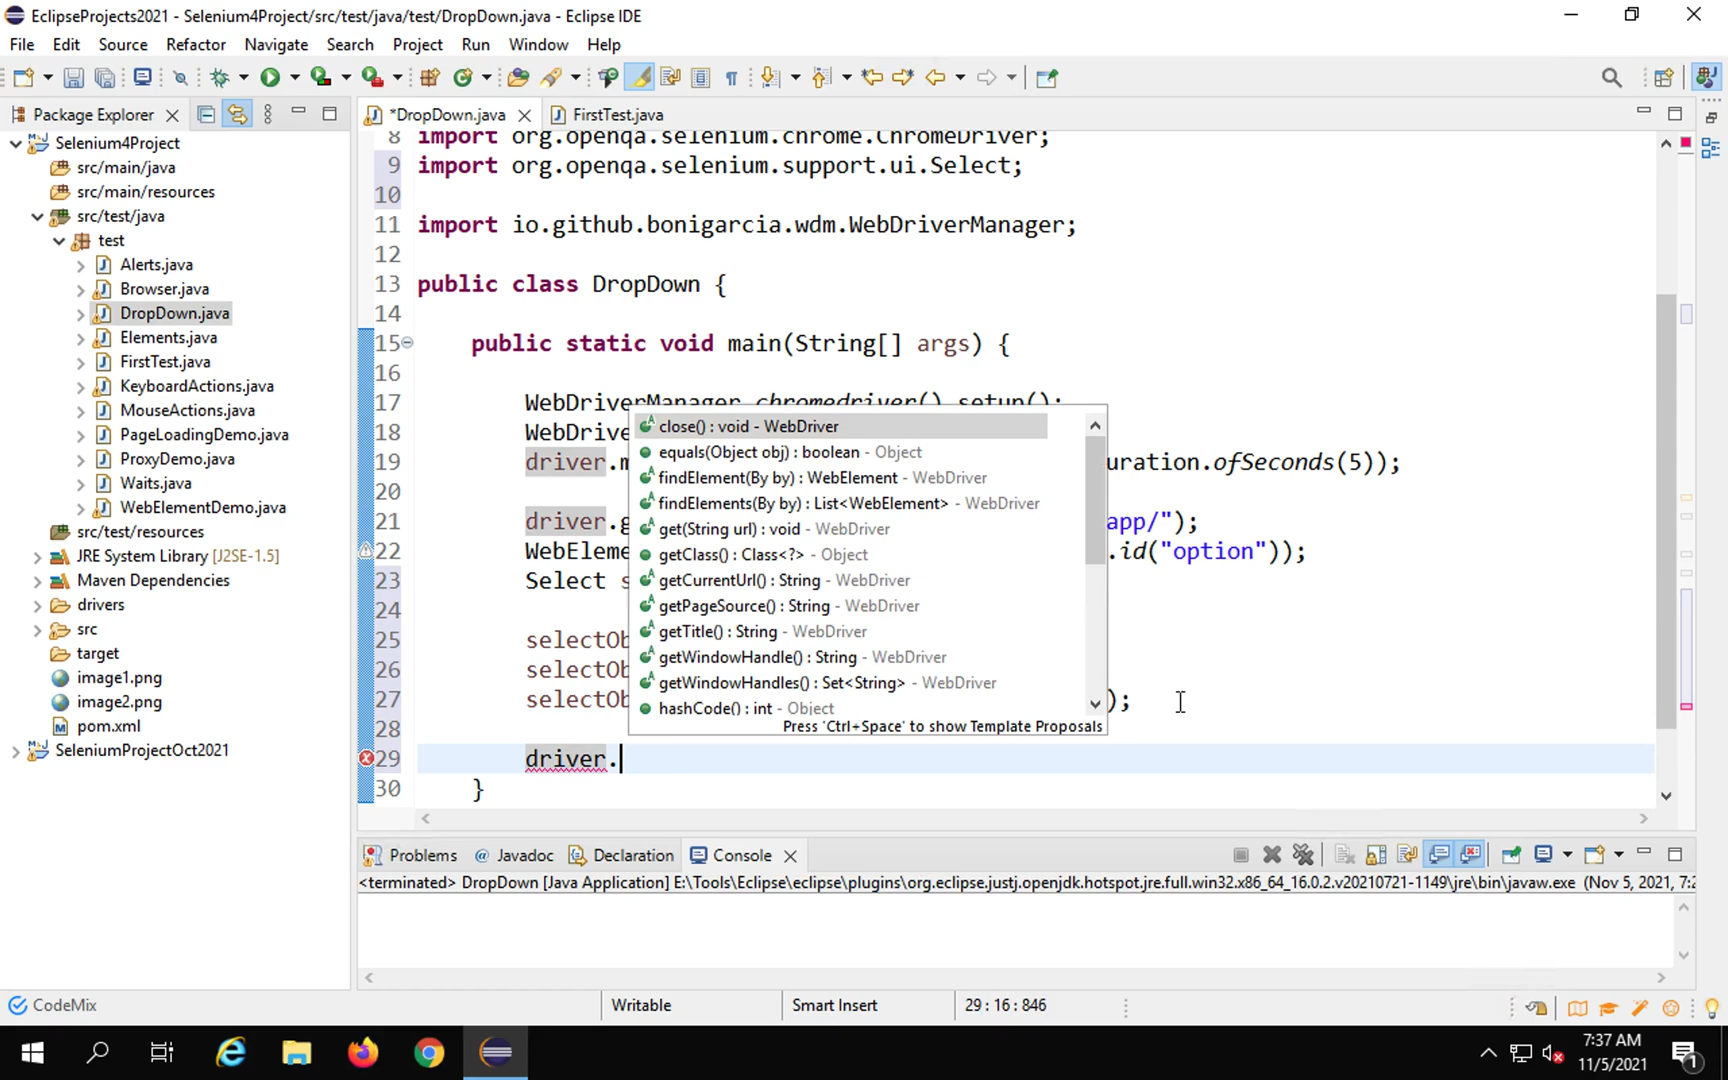 EclipseProjects2021 - Selenium4Project/src/test/java/test/DropDown.java - Eclipse IDE
File Edit Source Refactor Navigate Search Project Run Window Help
Package Explorer
*DropDown.java FirstTest.java
Selenium4Project
src/main/java
src/main/resources
src/test/java
test
Alerts.java
Browser.java
DropDown.java
Elements.java
FirstTest.java
KeyboardActions.java
MouseActions.java
PageLoadingDemo.java
ProxyDemo.java
Waits.java
WebElementDemo.java
src/test/resources
JRE System Library [J2SE-1.5]
Maven Dependencies
drivers
src
target
image1.png
image2.png
pom.xml
SeleniumProjectOct2021
8 import org.openqa.selenium.chrome.ChromeDriver;
9 import org.openqa.selenium.support.ui.Select;
10
11 import io.github.bonigarcia.wdm.WebDriverManager;
12
13 public class DropDown {
14
15 public static void main(String[] args) {
16
17 WebDriverManager.chromedriver().setup();
18 WebDrive
19 driver.m uration.ofSeconds(5));
20
21 driver.g app/");
22 WebEleme .id("option"));
23 Select s
24
25 selectOb
26 selectOb
27 selectOb );
28
29 driver.
30 }
close() : void - WebDriver
equals(Object obj) : boolean - Object
findElement(By by) : WebElement - WebDriver
findElements(By by) : List<WebElement> - WebDriver
get(String url) : void - WebDriver
getClass() : Class<?> - Object
getCurrentUrl() : String - WebDriver
getPageSource() : String - WebDriver
getTitle() : String - WebDriver
getWindowHandle() : String - WebDriver
getWindowHandles() : Set<String> - WebDriver
hashCode() : int - Object
Press 'Ctrl+Space' to show Template Proposals
Problems @ Javadoc Declaration Console
<terminated> DropDown [Java Application] E:\Tools\Eclipse\eclipse\plugins\org.eclipse.justj.openjdk.hotspot.jre.full.win32.x86_64_16.0.2.v20210721-1149\jre\bin\javaw.exe (Nov 5, 2021, 7:2
CodeMix Writable Smart Insert 29 : 16 : 846
7:37 AM
11/5/2021
1